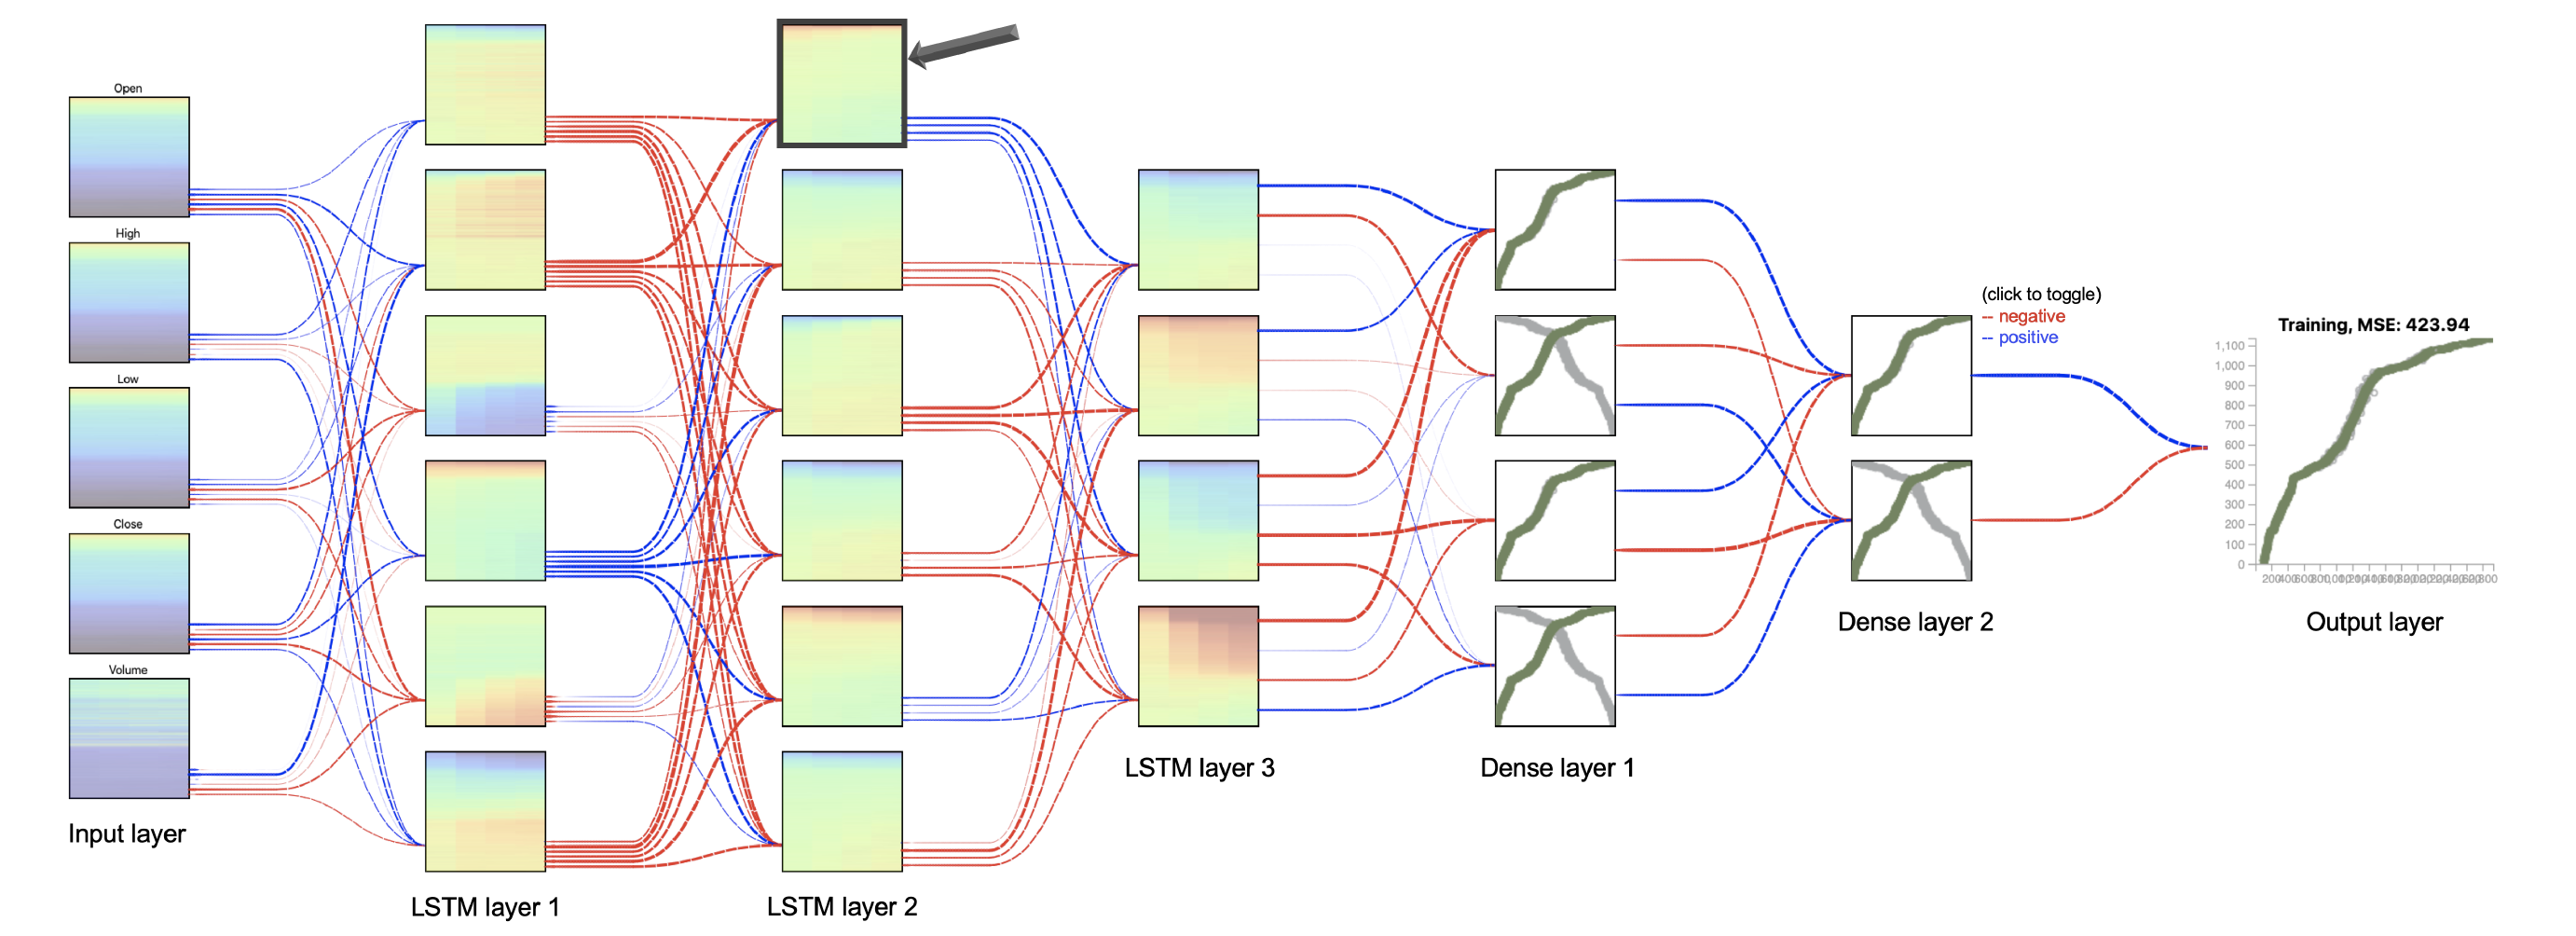 Open
High
Low
Close
Volume
Input layer
LSTM layer 1
LSTM layer 2
LSTM layer 3
Dense layer 1
Dense layer 2
(click to toggle)
-- negative
-- positive
Training, MSE: 423.94
1,100
1,000
900
800
700
600
500
400
300
200
100
0
Output layer